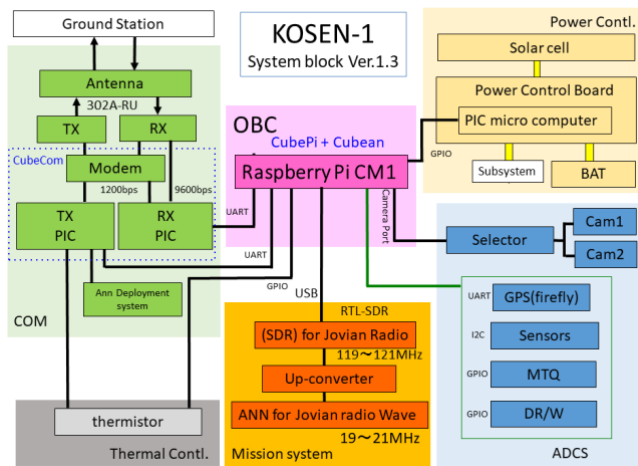 Ground Station
KOSEN-1
System block Ver.1.3
Power Contl.
Solar cell
Antenna
302A-RU
TX
RX
Power Control Board
PIC micro computer
OBC
CubePi + Cubean
GPIO
Subsystem
BAT
CubeCom
Modem
1200bps
9600bps
Raspberry Pi CM1
TX
PIC
RX
PIC
UART
Camera Port
Selector
Cam1
Cam2
UART
GPIO
USB
Ann Deployment
system
COM
RTL-SDR
(SDR) for Jovian Radio
119～121MHz
Up-converter
ANN for Jovian radio Wave
19～21MHz
Mission system
UART
GPS(firefly)
I2C
Sensors
GPIO
MTQ
GPIO
DR/W
ADCS
thermistor
Thermal Contl.